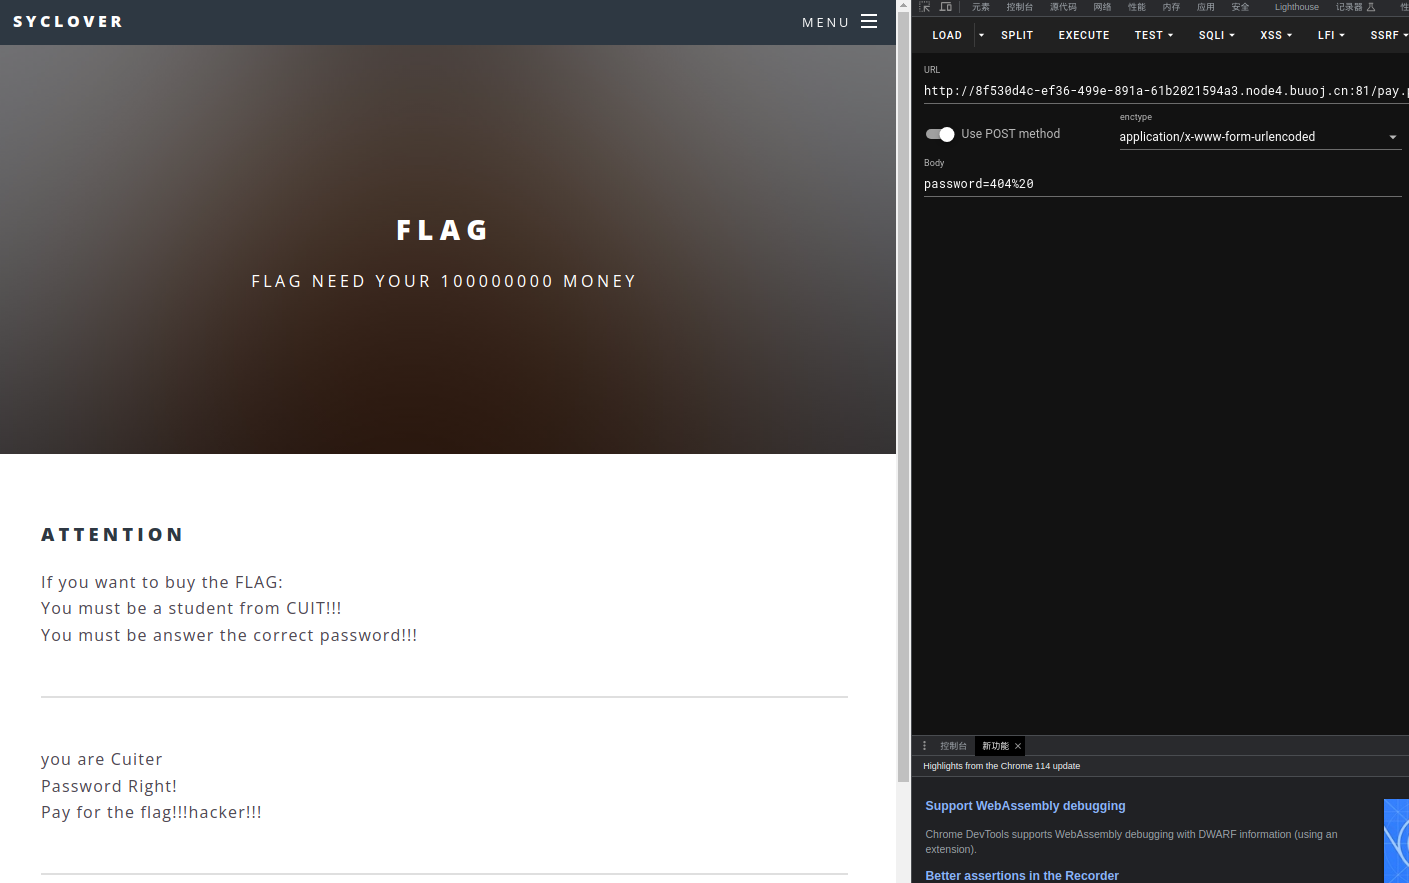 SYCLOVER
MENU
FLAG
FLAG NEED YOUR 100000000 MONEY
ATTENTION
If you want to buy the FLAG:
You must be a student from CUIT!!!
You must be answer the correct password!!!
you are Cuiter
Password Right!
Pay for the flag!!!hacker!!!
元素 控制台 源代码 网络 性能 内存 应用 安全 Lighthouse 记录器
LOAD SPLIT EXECUTE TEST SQLI XSS LFI SSRF
URL
http://8f530d4c-ef36-499e-891a-61b2021594a3.node4.buuoj.cn:81/pay.
Use POST method
enctype
application/x-www-form-urlencoded
Body
password=404%20
控制台 新功能
Highlights from the Chrome 114 update
Support WebAssembly debugging
Chrome DevTools supports WebAssembly debugging with DWARF information (using an
extension).
Better assertions in the Recorder